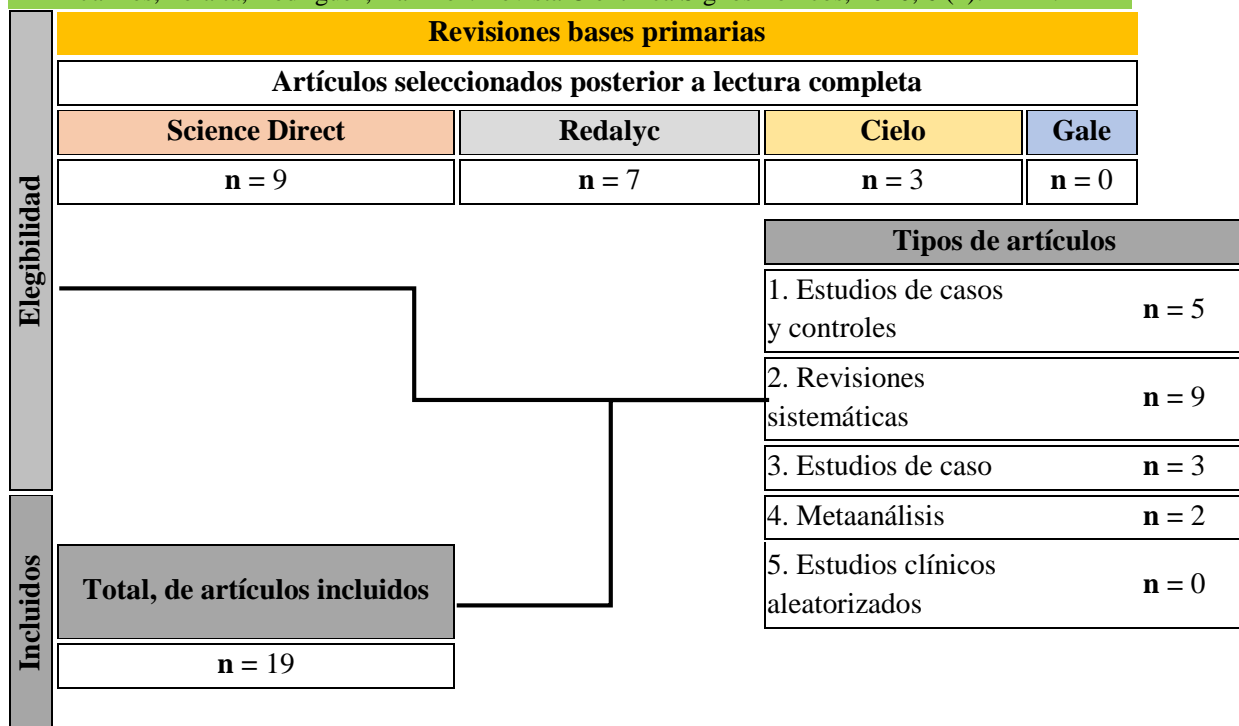 Revisiones bases primarias
Artículos seleccionados posterior a lectura completa
Science Direct Redalyc Cielo Gale
n = 9 n = 7 n = 3 n = 0
Elegibilidad
Tipos de artículos
1. Estudios de casos
y controles n = 5
2. Revisiones
sistemáticas n = 9
3. Estudios de caso n = 3
4. Metaanálisis n = 2
5. Estudios clínicos
aleatorizados n = 0
Incluidos
Total, de artículos incluidos
n = 19